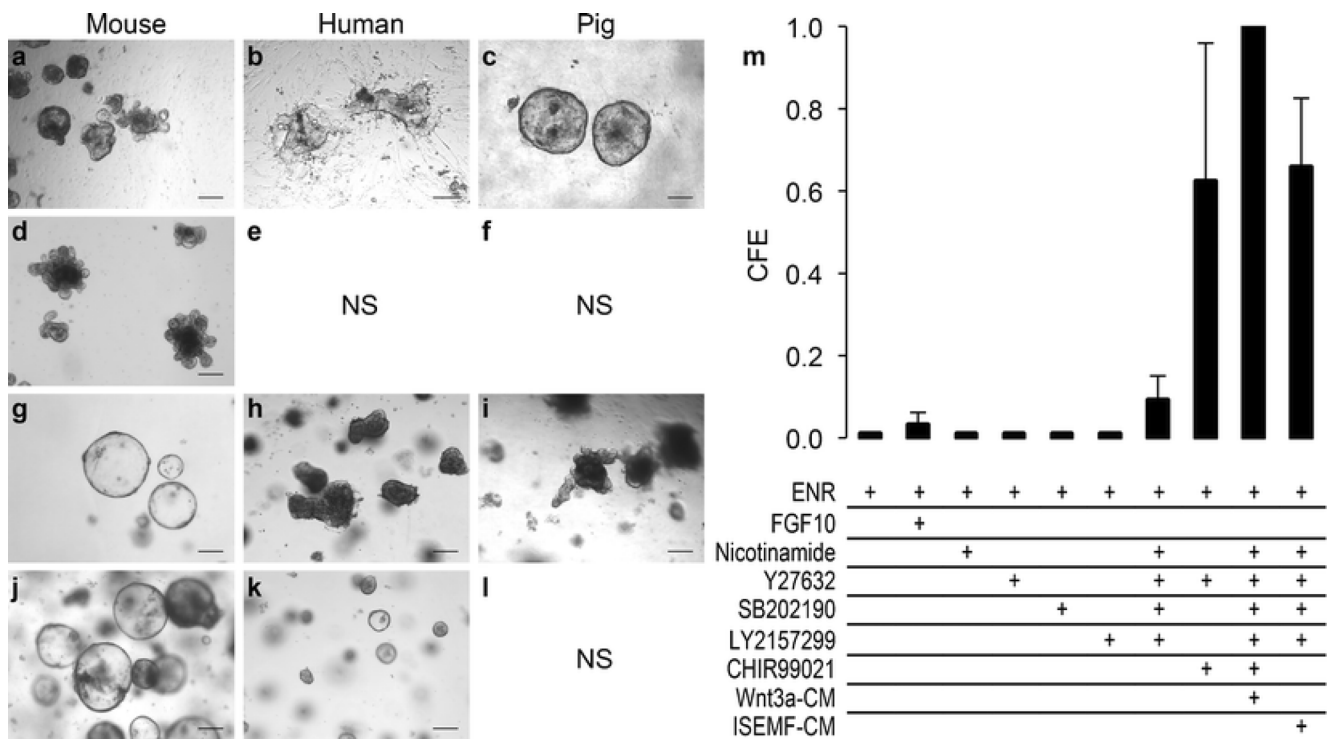 Mouse Human Pig
a b c
d e f
NS NS
g h i
j k l
NS
m
1.0
0.8
0.6
0.4
0.2
0.0
CFE
ENR + + + + + + + + + +
FGF10 +
Nicotinamide + + + +
Y27632 + + + + +
SB202190 + + + +
LY2157299 + + + +
CHIR99021 + +
Wnt3a-CM +
ISEMF-CM +